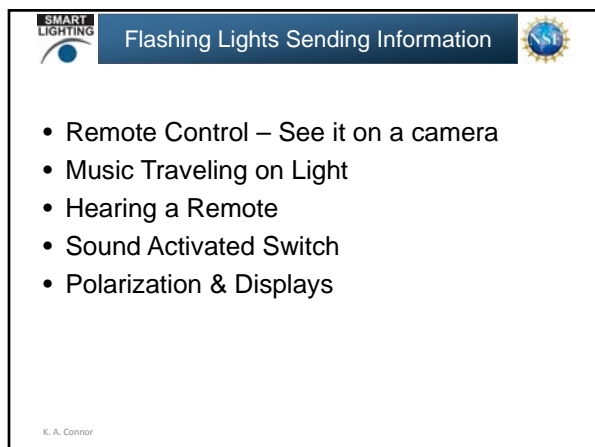 SMART
LIGHTING
Flashing Lights Sending Information
NSF
• Remote Control – See it on a camera
• Music Traveling on Light
• Hearing a Remote
• Sound Activated Switch
• Polarization & Displays
K. A. Connor